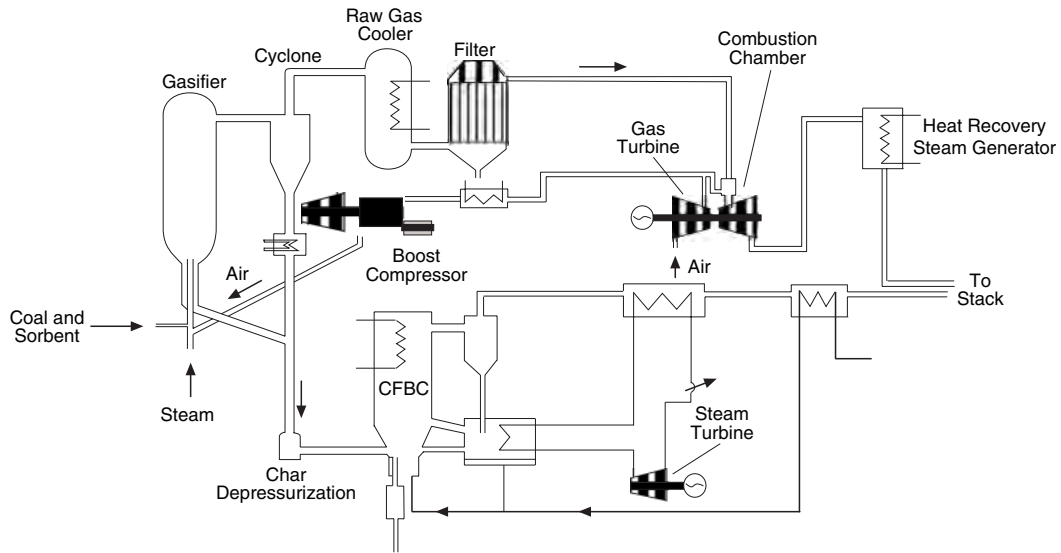 Raw Gas
Cooler
Cyclone
Filter
Combustion
Chamber
Gasifier
Gas
Turbine
Heat Recovery
Steam Generator
Boost
Compressor
Air
Air
To
Stack
Coal and
Sorbent
Steam
CFBC
Steam
Turbine
Char
Depressurization